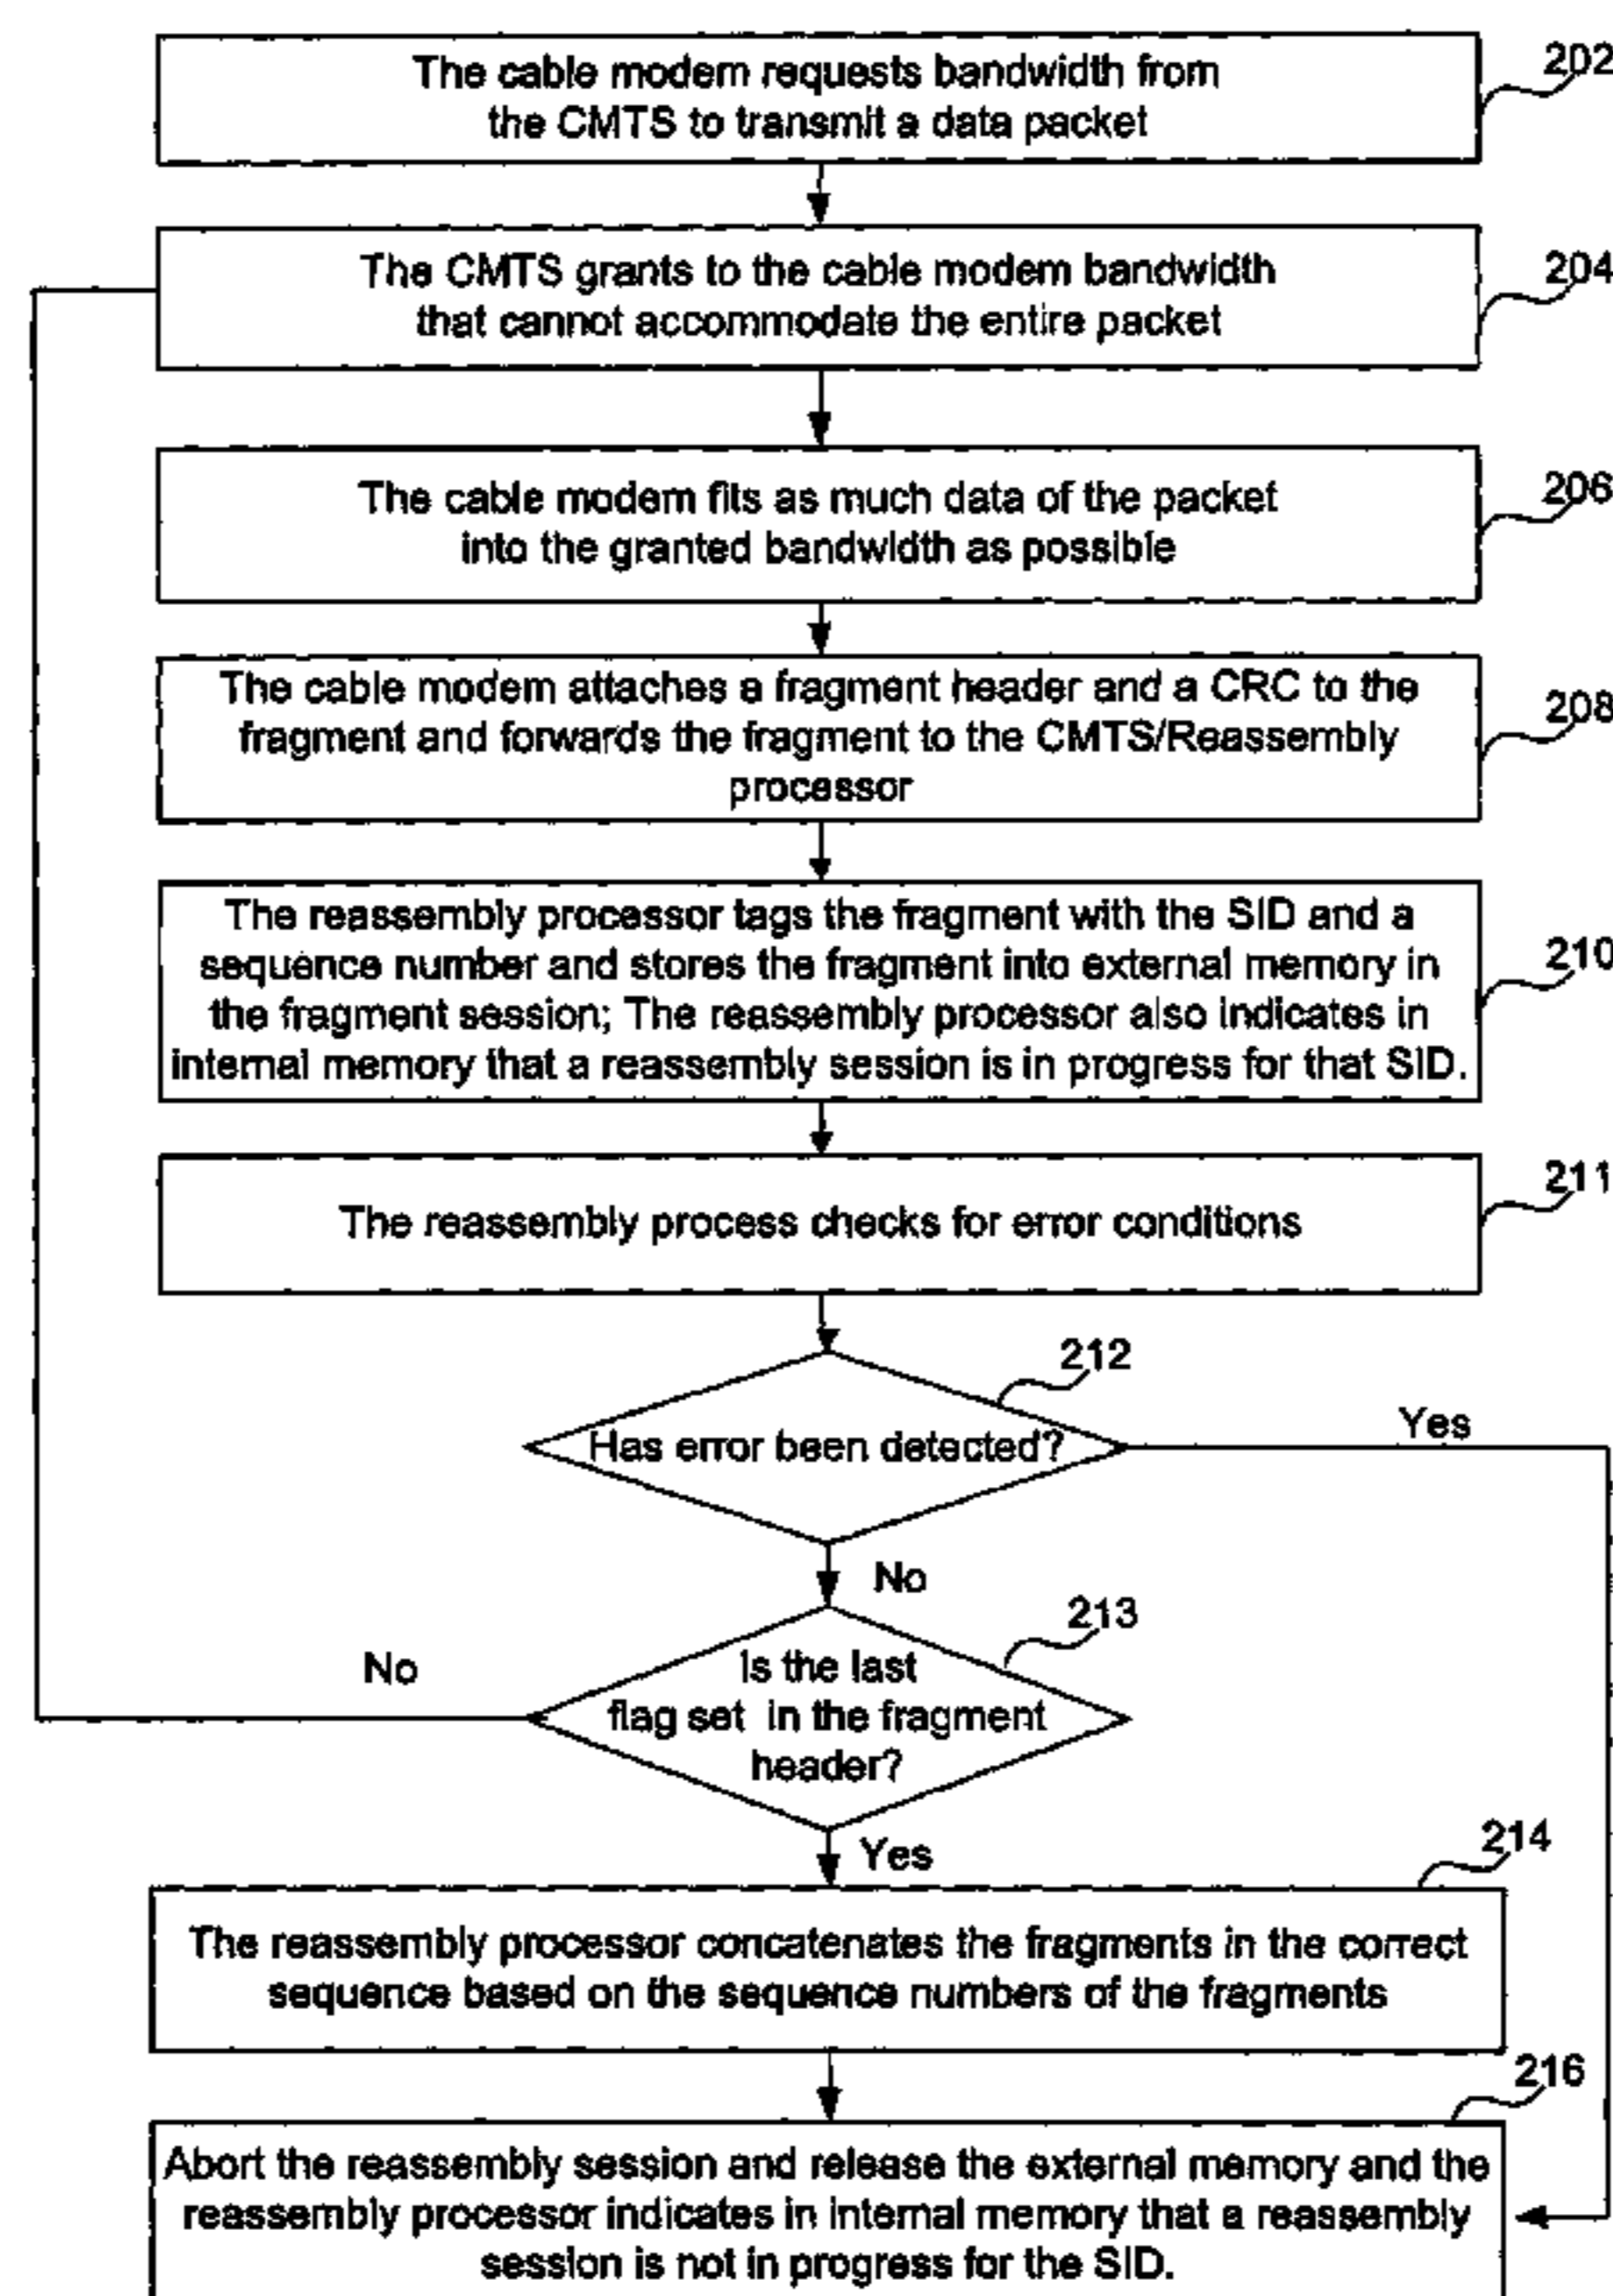 The cable modem requests bandwidth from
the CMTS to transmit a data packet
202
The CMTS grants to the cable modem bandwidth
that cannot accommodate the entire packet
204
The cable modem fits as much data of the packet
into the granted bandwidth as possible
206
The cable modem attaches a fragment header and a CRC to the
fragment and forwards the fragment to the CMTS/Reassembly
processor
208
The reassembly processor tags the fragment with the SID and a
sequence number and stores the fragment into external memory in
the fragment session; The reassembly processor also indicates in
internal memory that a reassembly session is in progress for that SID.
210
The reassembly process checks for error conditions
211
212
Has error been detected?
Yes
No
213
Is the last
flag set in the fragment
header?
No
Yes
214
The reassembly processor concatenates the fragments in the correct
sequence based on the sequence numbers of the fragments
216
Abort the reassembly session and release the external memory and the
reassembly processor indicates in internal memory that a reassembly
session is not in progress for the SID.